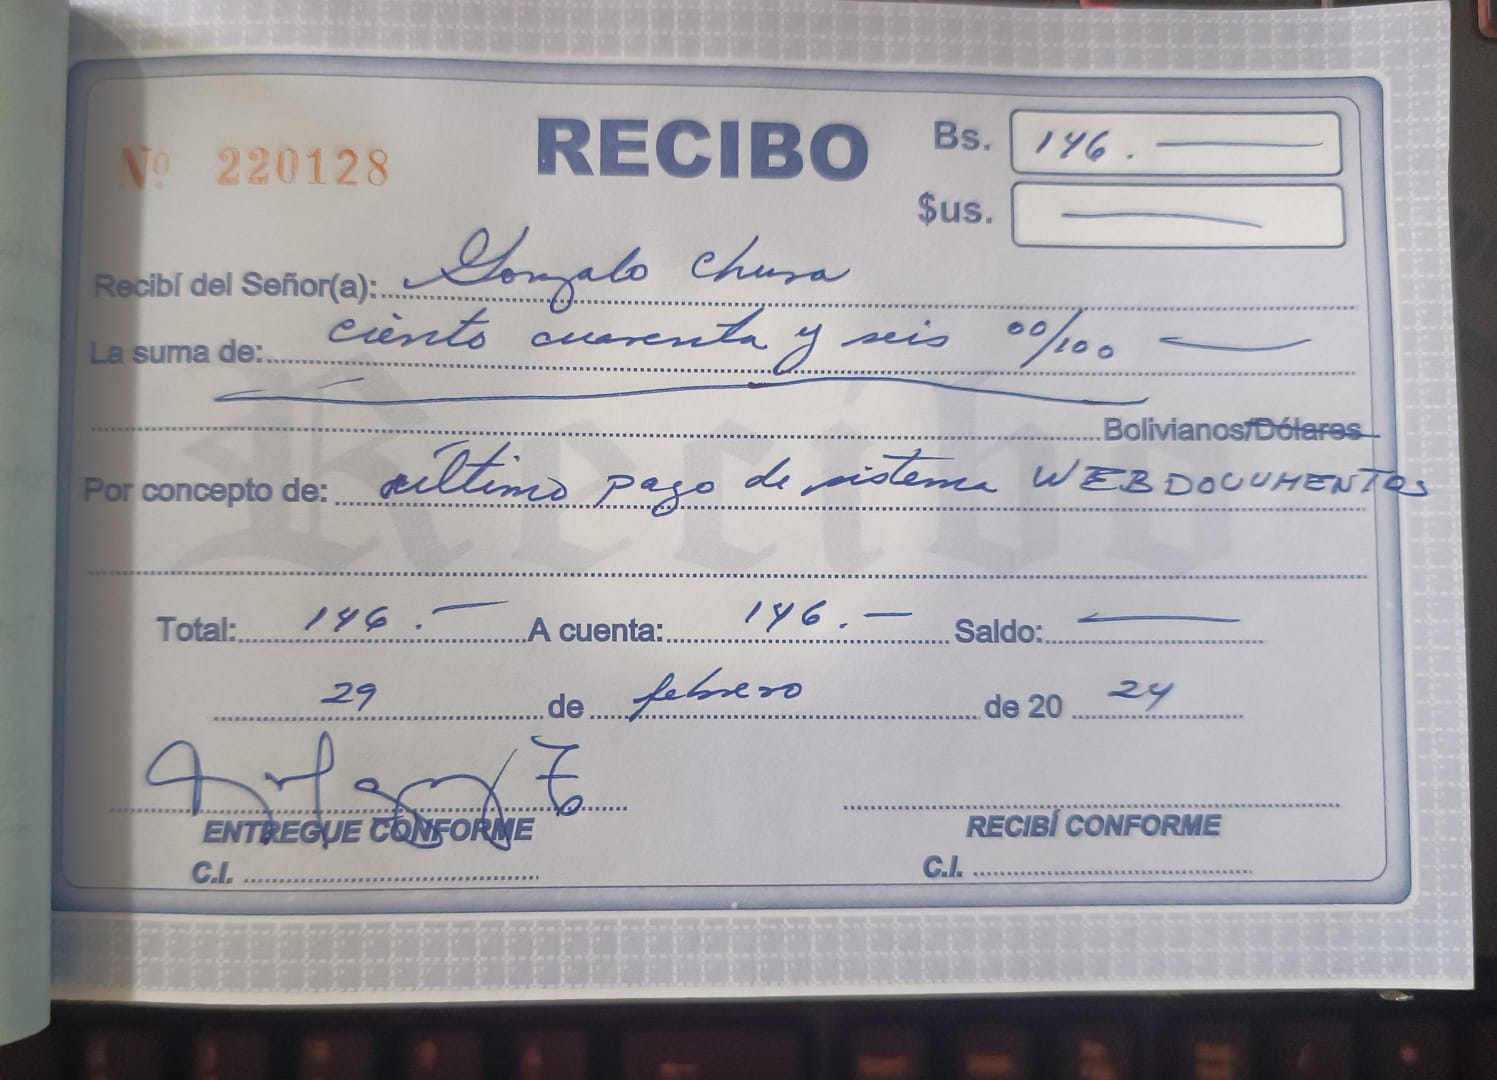 Nº 220128
RECIBO
Bs. 146.
$us.
Recibí del Señor(a): Gonzalo Chura
La suma de: ciento cuarenta y seis 00/100
Bolivianos/Dólares
Por concepto de: último pago de sistema WEBDOCUMENTOS
Recibo
Total: 146.— A cuenta: 146.— Saldo: —
29 de febrero de 20 24
ENTREGUE CONFORME
RECIBÍ CONFORME
C.I.
C.I.